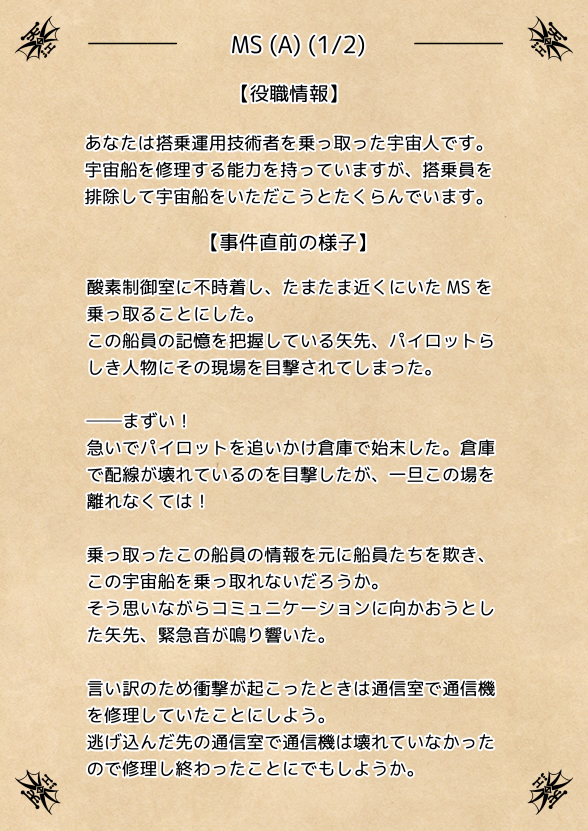 MS (A) (1/2)
【役職情報】
あなたは搭乗運用技術者を乗っ取った宇宙人です。
宇宙船を修理する能力を持っていますが、搭乗員を
排除して宇宙船をいただこうとたくらんでいます。
【事件直前の様子】
酸素制御室に不時着し、たまたま近くにいた MS を
乗っ取ることにした。
この船員の記憶を把握している矢先、パイロットら
しき人物にその現場を目撃されてしまった。
――まずい！
急いでパイロットを追いかけ倉庫で始末した。倉庫
で配線が壊れているのを目撃したが、一旦この場を
離れなくては！
乗っ取ったこの船員の情報を元に船員たちを欺き、
この宇宙船を乗っ取れないだろうか。
そう思いながらコミュニケーションに向かおうとし
た矢先、緊急音が鳴り響いた。
言い訳のため衝撃が起こったときは通信室で通信機
を修理していたことにしよう。
逃げ込んだ先の通信室で通信機は壊れていなかった
ので修理し終わったことにでもしようか。